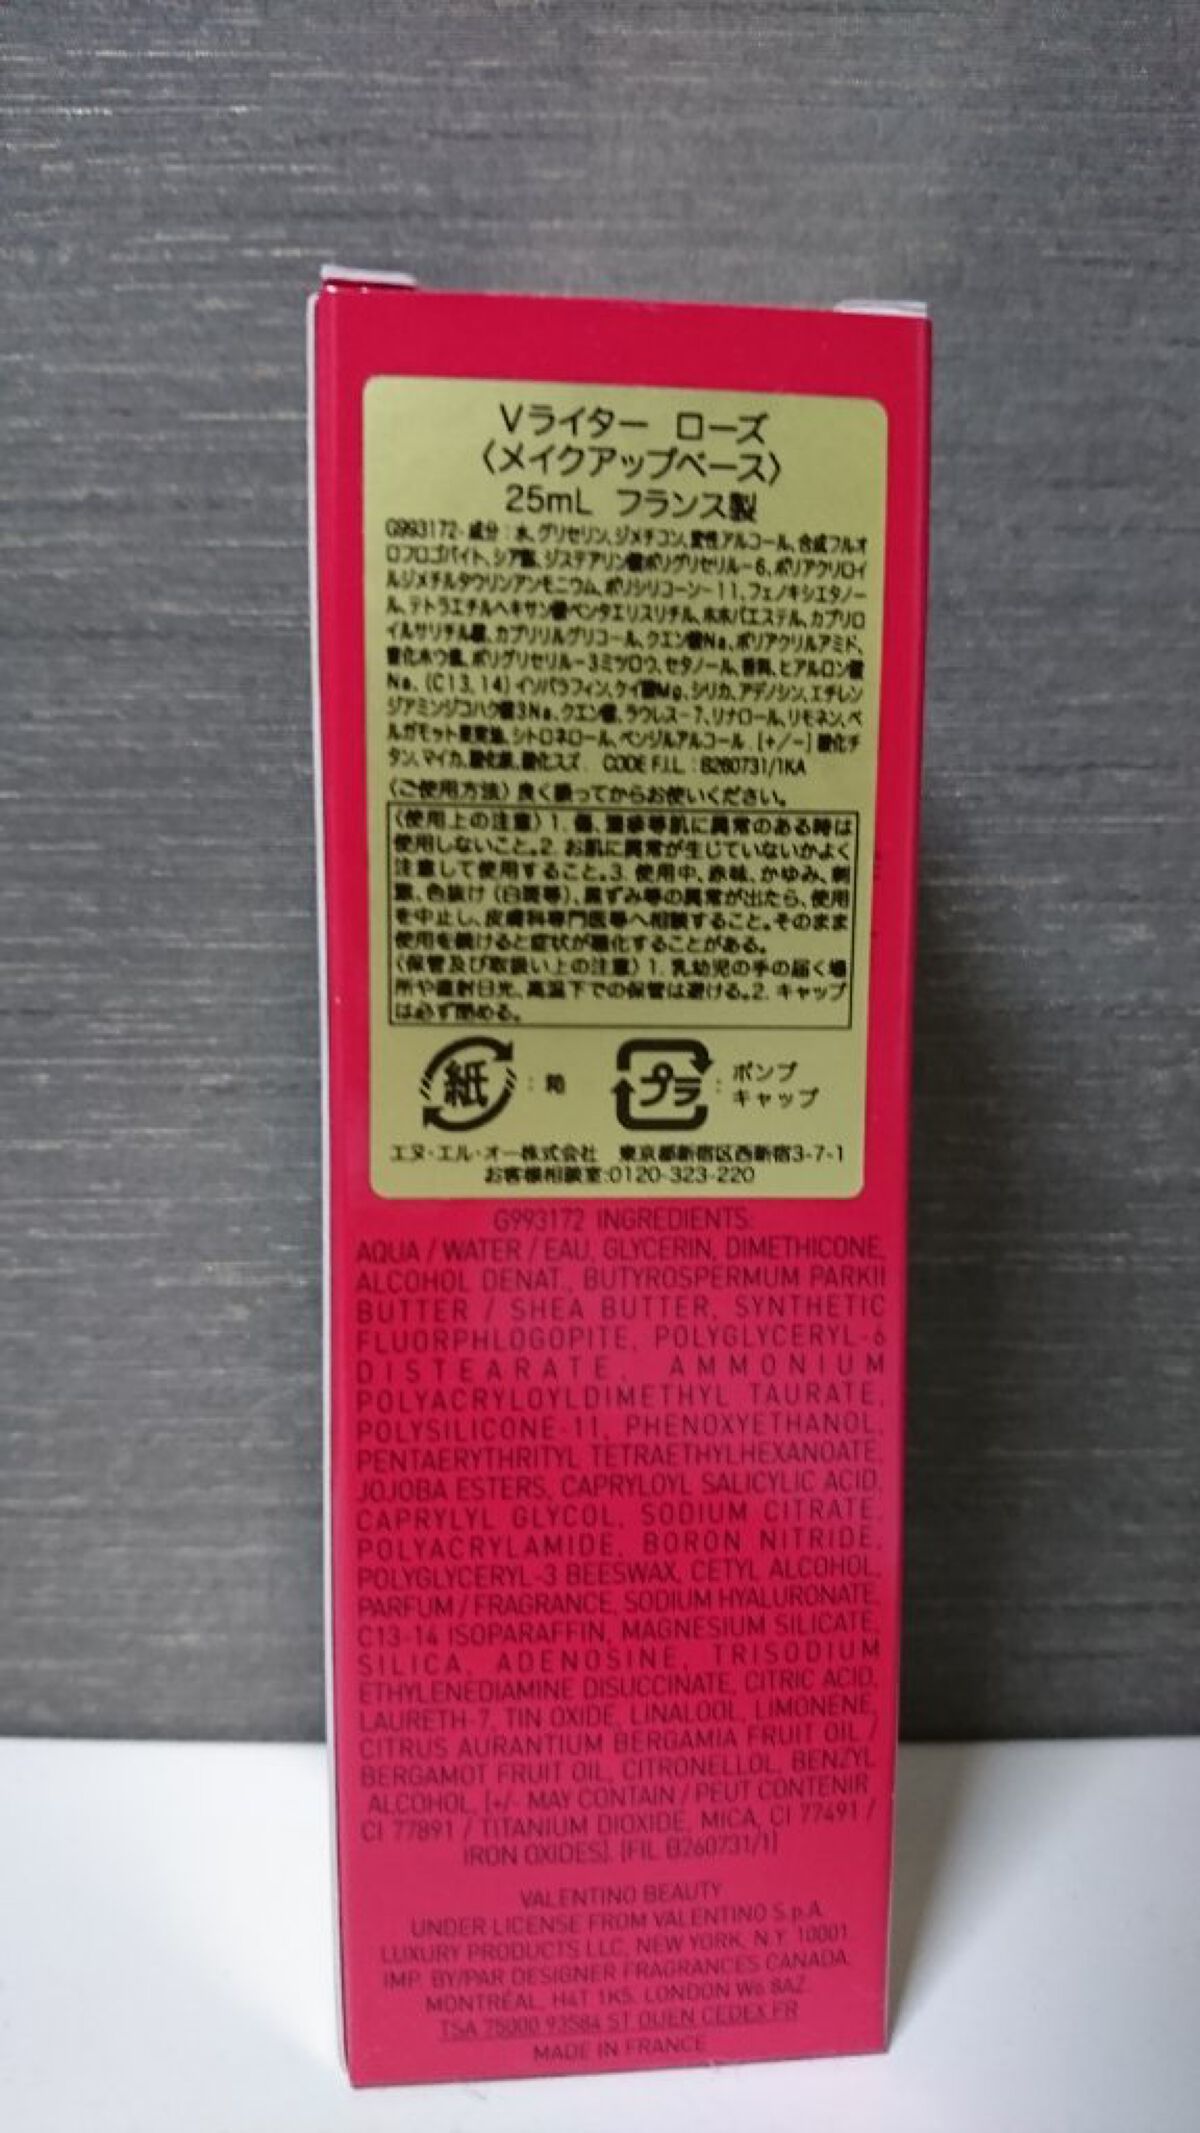 Vライター ローズ
〈メイクアップベース〉
25mL フランス製
G993172- 成分：水、グリセリン、ジメチコン、変性アルコール、合成フルオ
ロフロゴパイト、シア脂、ジステアリン酸ポリグリセリル-6、ポリアクリロイ
ルジメチルタウリンアンモニウム、ポリシリコーン-11、フェノキシエタノー
ル、テトラエチルヘキサン酸ペンタエリスリチル、ホホバエステル、カプリロ
イルサリチル酸、カプリリルグリコール、クエン酸Na、ポリアクリルアミド、
窒化ホウ素、ポリグリセリル-3ミツロウ、セタノール、香料、ヒアルロン酸
Na、(C13,14)イソパラフィン、ケイ酸Mg、シリカ、アデノシン、エチレン
ジアミンジコハク酸3Na、クエン酸、ラウレス-7、リナロール、リモネン、ベ
ルガモット果実油、シトロネロール、ベンジルアルコール、[+/-] 酸化チ
タン、マイカ、酸化鉄、酸化スズ CODE F.I.L.：B260731/1KA
〈ご使用方法〉良く振ってからお使いください。
〈使用上の注意〉1. 傷、湿疹等肌に異常のある時は
使用しないこと。2. お肌に異常が生じていないかよく
注意して使用すること。3. 使用中、赤味、かゆみ、刺
激、色抜け（白斑等）、黒ずみ等の異常が出たら、使用
を中止し、皮膚科専門医等へ相談すること。そのまま
使用を続けると症状が悪化することがある。
〈保管及び取扱い上の注意〉1. 乳幼児の手の届く場
所や直射日光、高温下での保管は避ける。2. キャップ
は必ず閉める。
紙：箱 プラ：ポンプ
キャップ
エヌ・エル・オー株式会社 東京都新宿区西新宿3-7-1
お客様相談室:0120-323-220
G993172 INGREDIENTS:
AQUA / WATER / EAU, GLYCERIN, DIMETHICONE,
ALCOHOL DENAT., BUTYROSPERMUM PARKII
BUTTER / SHEA BUTTER, SYNTHETIC
FLUORPHLOGOPITE, POLYGLYCERYL-6
DISTEARATE, AMMONIUM
POLYACRYLOYLDIMETHYL TAURATE,
POLYSILICONE-11, PHENOXYETHANOL,
PENTAERYTHRITYL TETRAETHYLHEXANOATE,
JOJOBA ESTERS, CAPRYLOYL SALICYLIC ACID,
CAPRYLYL GLYCOL, SODIUM CITRATE,
POLYACRYLAMIDE, BORON NITRIDE,
POLYGLYCERYL-3 BEESWAX, CETYL ALCOHOL,
PARFUM / FRAGRANCE, SODIUM HYALURONATE,
C13-14 ISOPARAFFIN, MAGNESIUM SILICATE,
SILICA, ADENOSINE, TRISODIUM
ETHYLENEDIAMINE DISUCCINATE, CITRIC ACID,
LAURETH-7, TIN OXIDE, LINALOOL, LIMONENE,
CITRUS AURANTIUM BERGAMIA FRUIT OIL /
BERGAMOT FRUIT OIL, CITRONELLOL, BENZYL
ALCOHOL, [+/- MAY CONTAIN / PEUT CONTENIR
CI 77891 / TITANIUM DIOXIDE, MICA, CI 77491 /
IRON OXIDES]. (FIL B260731/1)
VALENTINO BEAUTY
UNDER LICENSE FROM VALENTINO S.p.A.
LUXURY PRODUCTS LLC, NEW YORK, N.Y. 10001.
IMP. BY/PAR DESIGNER FRAGRANCES CANADA,
MONTRÉAL, H4T 1K5. LONDON W6 8AZ.
TSA 75000 93584 ST OUEN CEDEX FR
MADE IN FRANCE